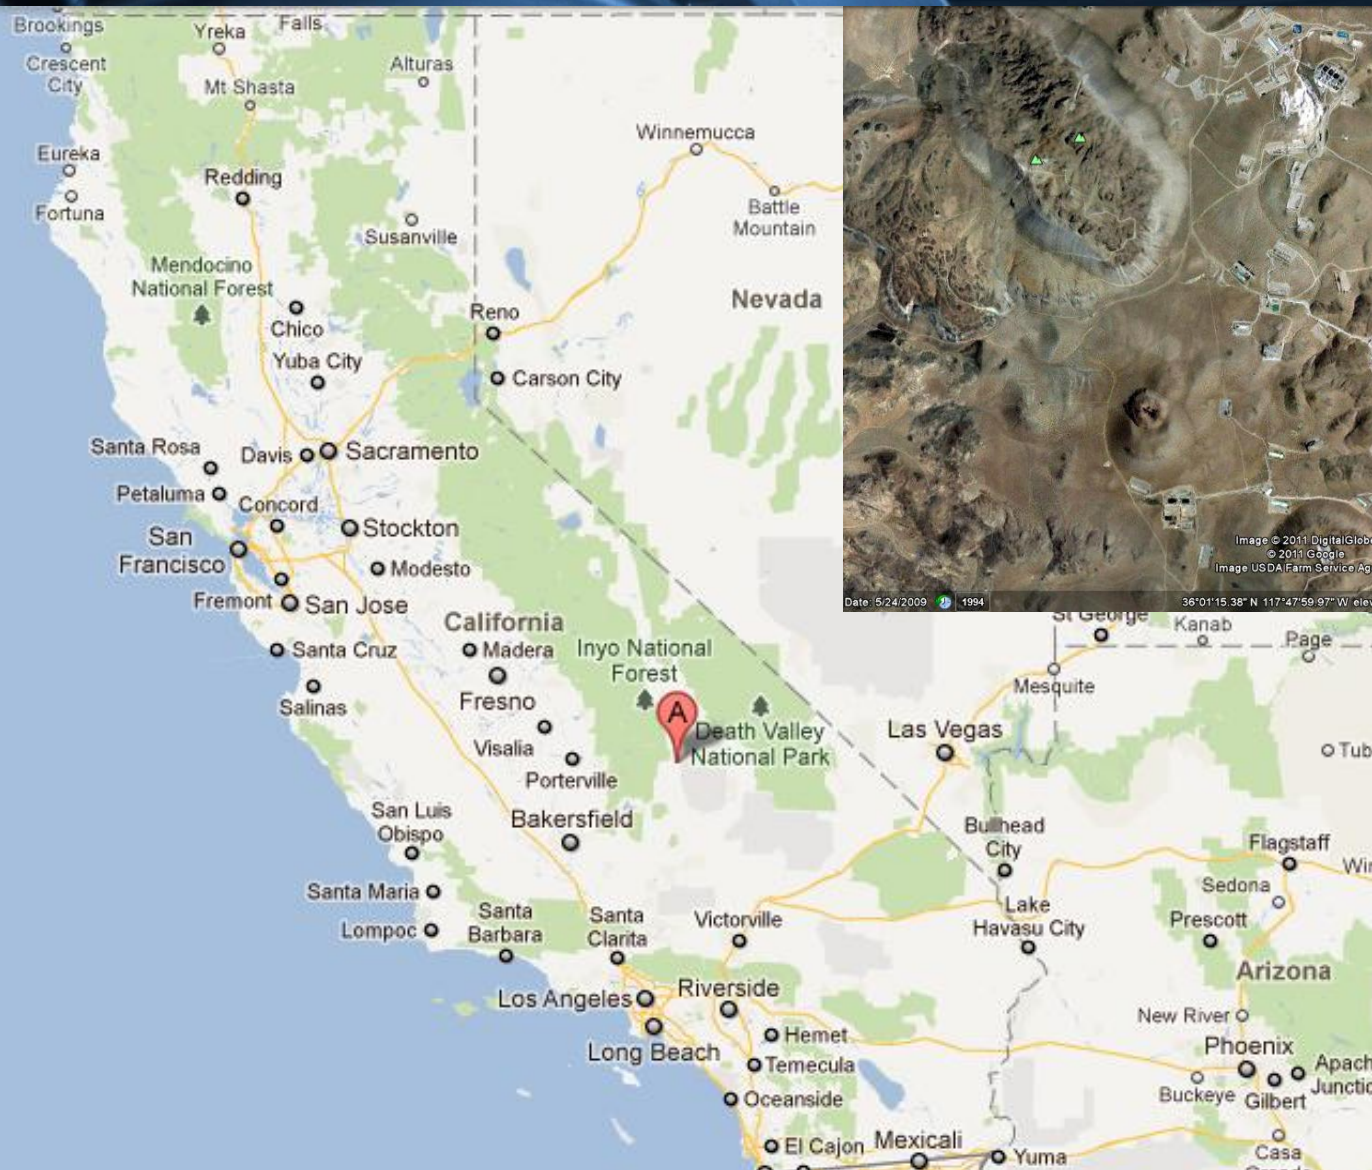 Brookings
Yreka
Falls
Crescent
City
Alturas
Mt Shasta
Eureka
Winnemucca
Redding
Fortuna
Battle
Mountain
Susanville
Mendocino
National Forest
Nevada
Reno
Chico
Yuba City
Carson City
Santa Rosa
Davis
Sacramento
Petaluma
Concord
Stockton
San
Francisco
Modesto
Fremont
San Jose
California
Santa Cruz
Madera
Inyo National
Forest
Salinas
Fresno
A
Death Valley
National Park
Visalia
Porterville
Las Vegas
San Luis
Obispo
Bakersfield
Santa Maria
Lompoc
Santa
Barbara
Santa
Clarita
Victorville
Los Angeles
Riverside
Long Beach
Hemet
Temecula
Oceanside
El Cajon
Mexicali
Yuma
Image © 2011 DigitalGlobe
© 2011 Google
Image USDA Farm Service Ag
Date: 5/24/2009
1994
36°01'15.38" N 117°47'59.97" W elev
St George
Kanab
Page
Mesquite
Tub
Bullhead
City
Flagstaff
Win
Sedona
Lake
Havasu City
Prescott
Arizona
New River
Phoenix
Apach
Junctio
Buckeye
Gilbert
Casa